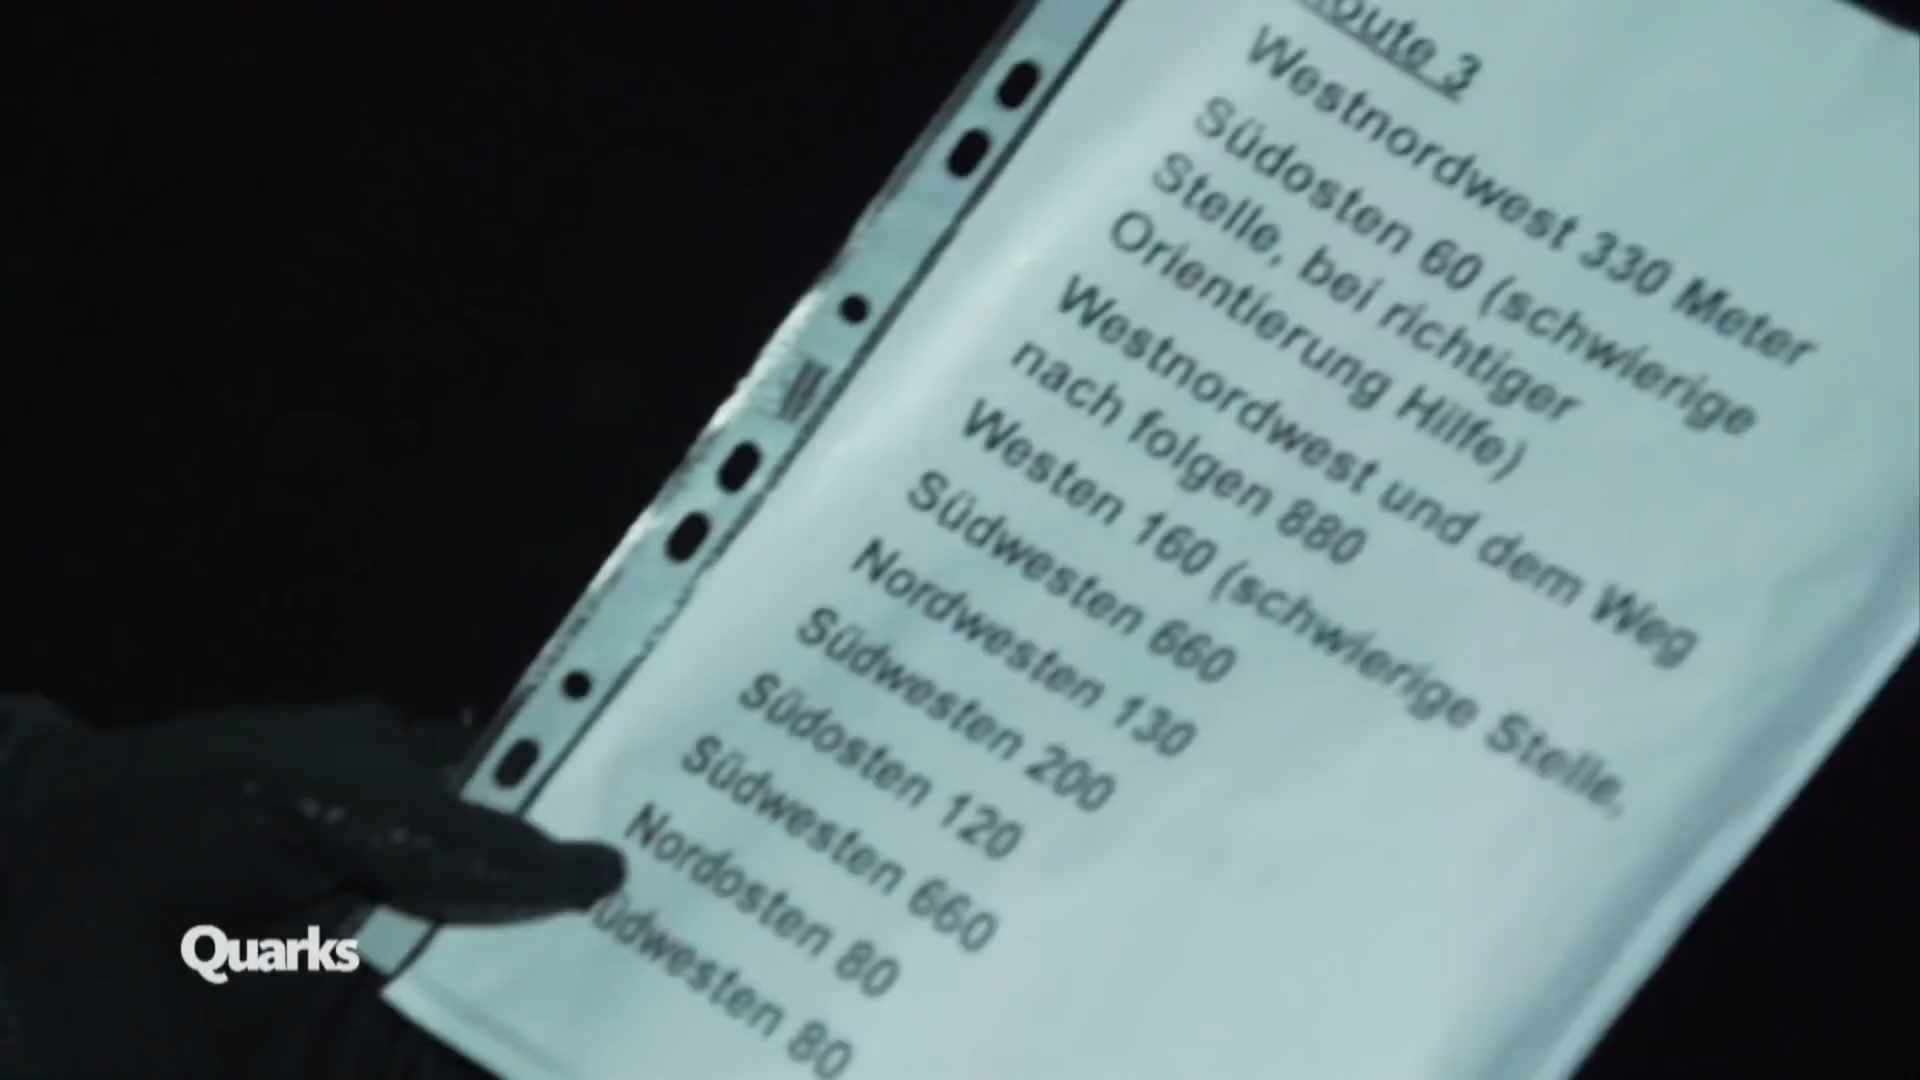 Route 3
Westnordwest 330 Meter
Südosten 60 (schwierige
Stelle, bei richtiger
Orientierung Hilfe)
Westnordwest und dem Weg
nach folgen 880
Westen 160 (schwierige Stelle,
Südwesten 660
Nordwesten 130
Südwesten 200
Südosten 120
Südwesten 660
Nordosten 80
Südwesten 80
Quarks